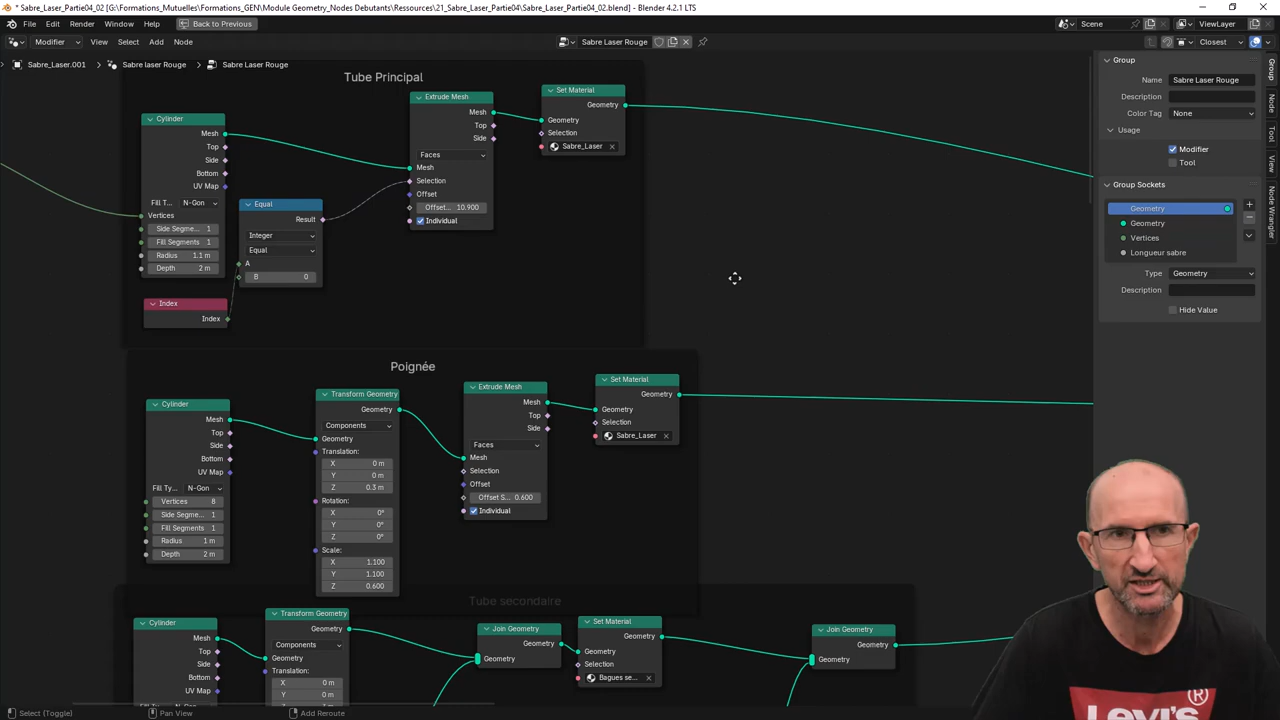 * Sabre_Laser_Partie04_02 [G:\Formations_Mutuelles\Formations_GEN\Module Geometry_Nodes Debutants\Ressources\21_Sabre_Laser_Partie04\Sabre_Laser_Partie04_02.blend] - Blender 4.2.1 LTS
File Edit Render Window Help Back to Previous Scene ViewLayer
Modifier View Select Add Node Sabre Laser Rouge Closest
Sabre_Laser.001 > Sabre laser Rouge > Sabre Laser Rouge
Tube Principal
Cylinder
Mesh
Top
Side
Bottom
UV Map
Fill T... N-Gon
Vertices
Side Segme... 1
Fill Segments 1
Radius 1.1 m
Depth 2 m
Index
Index
Equal
Result
Integer
Equal
A
B 0
Extrude Mesh
Mesh
Top
Side
Faces
Mesh
Selection
Offset
Offset... 10.900
Individual
Set Material
Geometry
Geometry
Selection
Sabre_Laser
Poignée
Cylinder
Mesh
Top
Side
Bottom
UV Map
Fill Ty... N-Gon
Vertices 8
Side Segme... 1
Fill Segments 1
Radius 1 m
Depth 2 m
Transform Geometry
Geometry
Components
Geometry
Translation:
X 0 m
Y 0 m
Z 0.3 m
Rotation:
X 0°
Y 0°
Z 0°
Scale:
X 1.100
Y 1.100
Z 0.600
Extrude Mesh
Mesh
Top
Side
Faces
Mesh
Selection
Offset
Offset S... 0.600
Individual
Set Material
Geometry
Geometry
Selection
Sabre_Laser
Tube secondaire
Cylinder
Mesh
Top
Side
Bottom
UV Map
Transform Geometry
Geometry
Components
Geometry
Translation:
X 0 m
Y 0 m
Join Geometry
Geometry
Geometry
Set Material
Geometry
Geometry
Selection
Bagues se...
Join Geometry
Geometry
Geometry
Group
Name Sabre Laser Rouge
Description
Color Tag None
Usage
Modifier
Tool
Group Sockets
Geometry
Geometry
Vertices
Longueur sabre
Type Geometry
Description
Hide Value
Group
Node
Tool
View
Node Wrangler
LEVI'S
®
Select (Toggle) Pan View Add Reroute